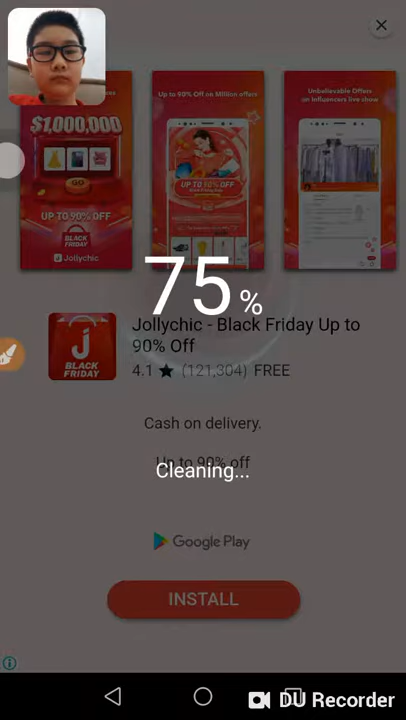 $1,000,000
GO
UP TO 90% OFF
BLACK
FRIDAY
Jollychic
Up to 90% Off on Million offers
UP TO 90% OFF
Unbelievable Offers
on Influencers live show
75 %
J
BLACK
FRIDAY
Jollychic - Black Friday Up to
90% Off
4.1 ★ (121,304) FREE
Cash on delivery.
Up to 90% off
Cleaning...
Google Play
INSTALL
DU Recorder